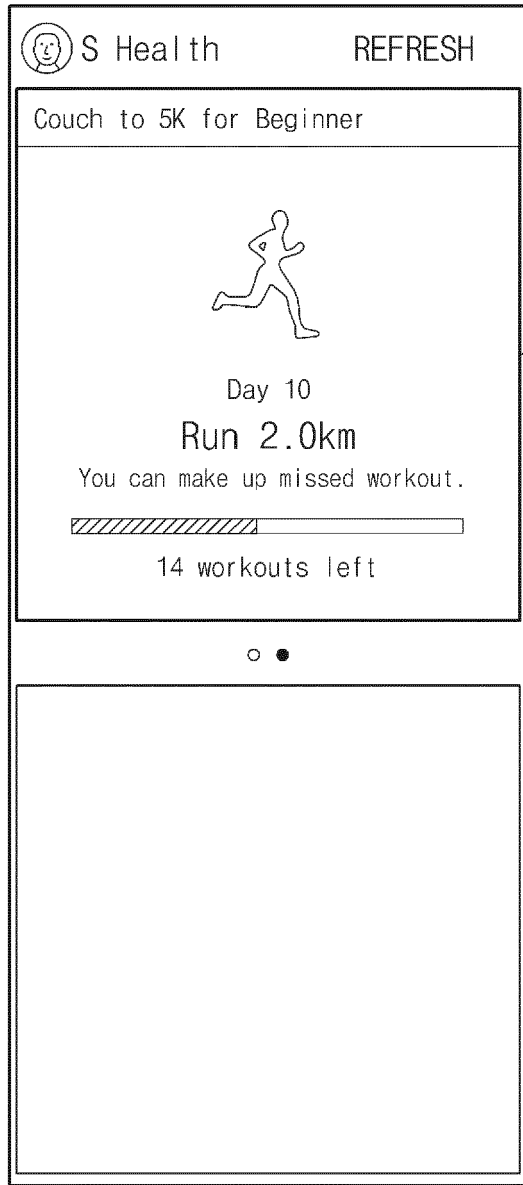 S Health REFRESH
Couch to 5K for Beginner
Day 10
Run 2.0km
You can make up missed workout.
14 workouts left